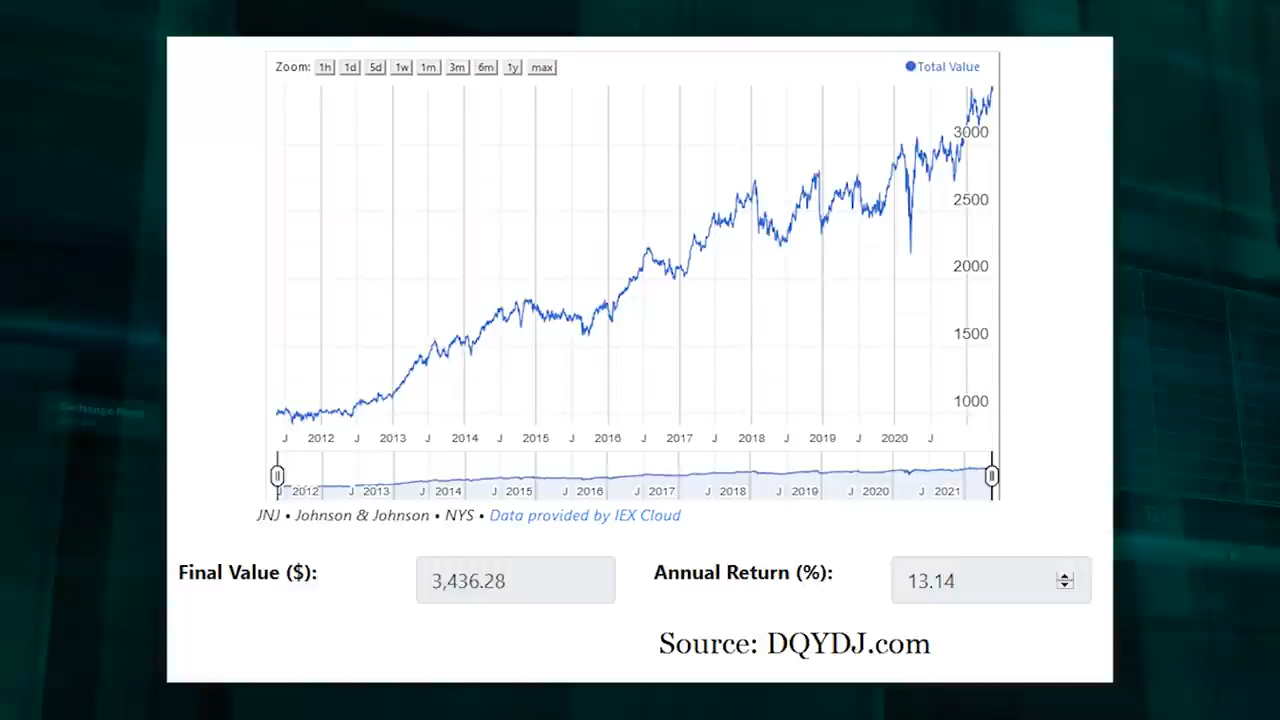 Zoom: 1h 1d 5d 1w 1m 3m 6m 1y max
Total Value
3000
2500
2000
1500
1000
J 2012 J 2013 J 2014 J 2015 J 2016 J 2017 J 2018 J 2019 J 2020 J
J 2012 J 2013 J 2014 J 2015 J 2016 J 2017 J 2018 J 2019 J 2020 J 2021
JNJ • Johnson & Johnson • NYS • Data provided by IEX Cloud
Final Value ($): 3,436.28 Annual Return (%): 13.14
Source: DQYDJ.com